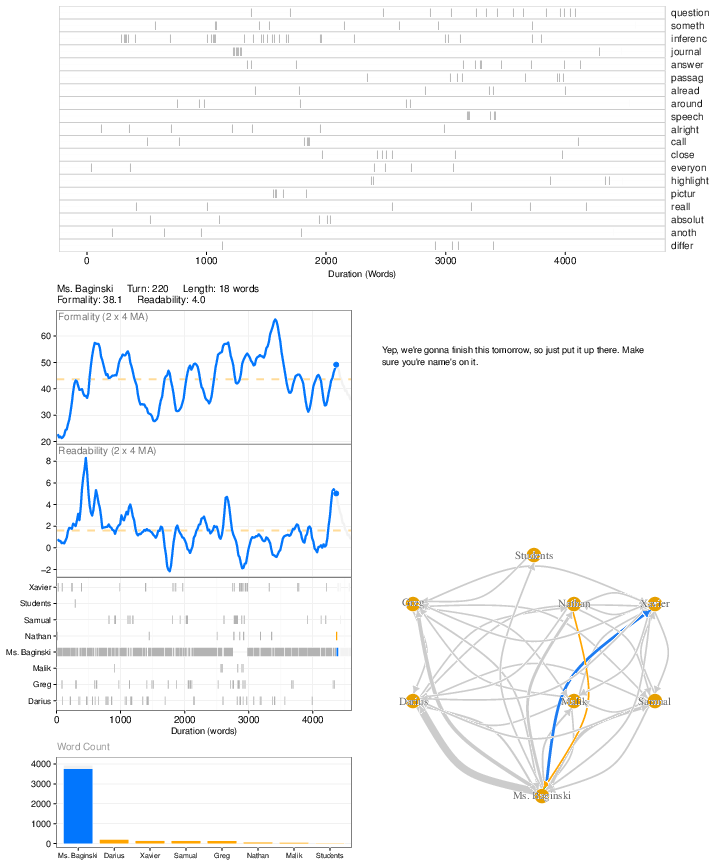 question
someth
inferenc
journal
answer
passag
alread
around
speech
alright
call
close
everyon
highlight
pictur
reall
absolut
anoth
differ
0 1000 2000 3000 4000
Duration (Words)
Ms. Baginski Turn: 220 Length: 18 words
Formality: 38.1 Readability: 4.0
Formality (2 x 4 MA)
60
50
40
30
20
Yep, we're gonna finish this tomorrow, so just put it up there. Make
sure you're name's on it.
Readability (2 x 4 MA)
8
6
4
2
0
−2
Xavier
Students
Samual
Nathan
Ms. Baginski
Malik
Greg
Darius
0 1000 2000 3000 4000
Duration (words)
Students
Greg Nathan Xavier
Darius Malik Samual
Ms. Baginski
Word Count
4000
3000
2000
1000
0
Ms. Baginski Darius Xavier Samual Greg Nathan Malik Students